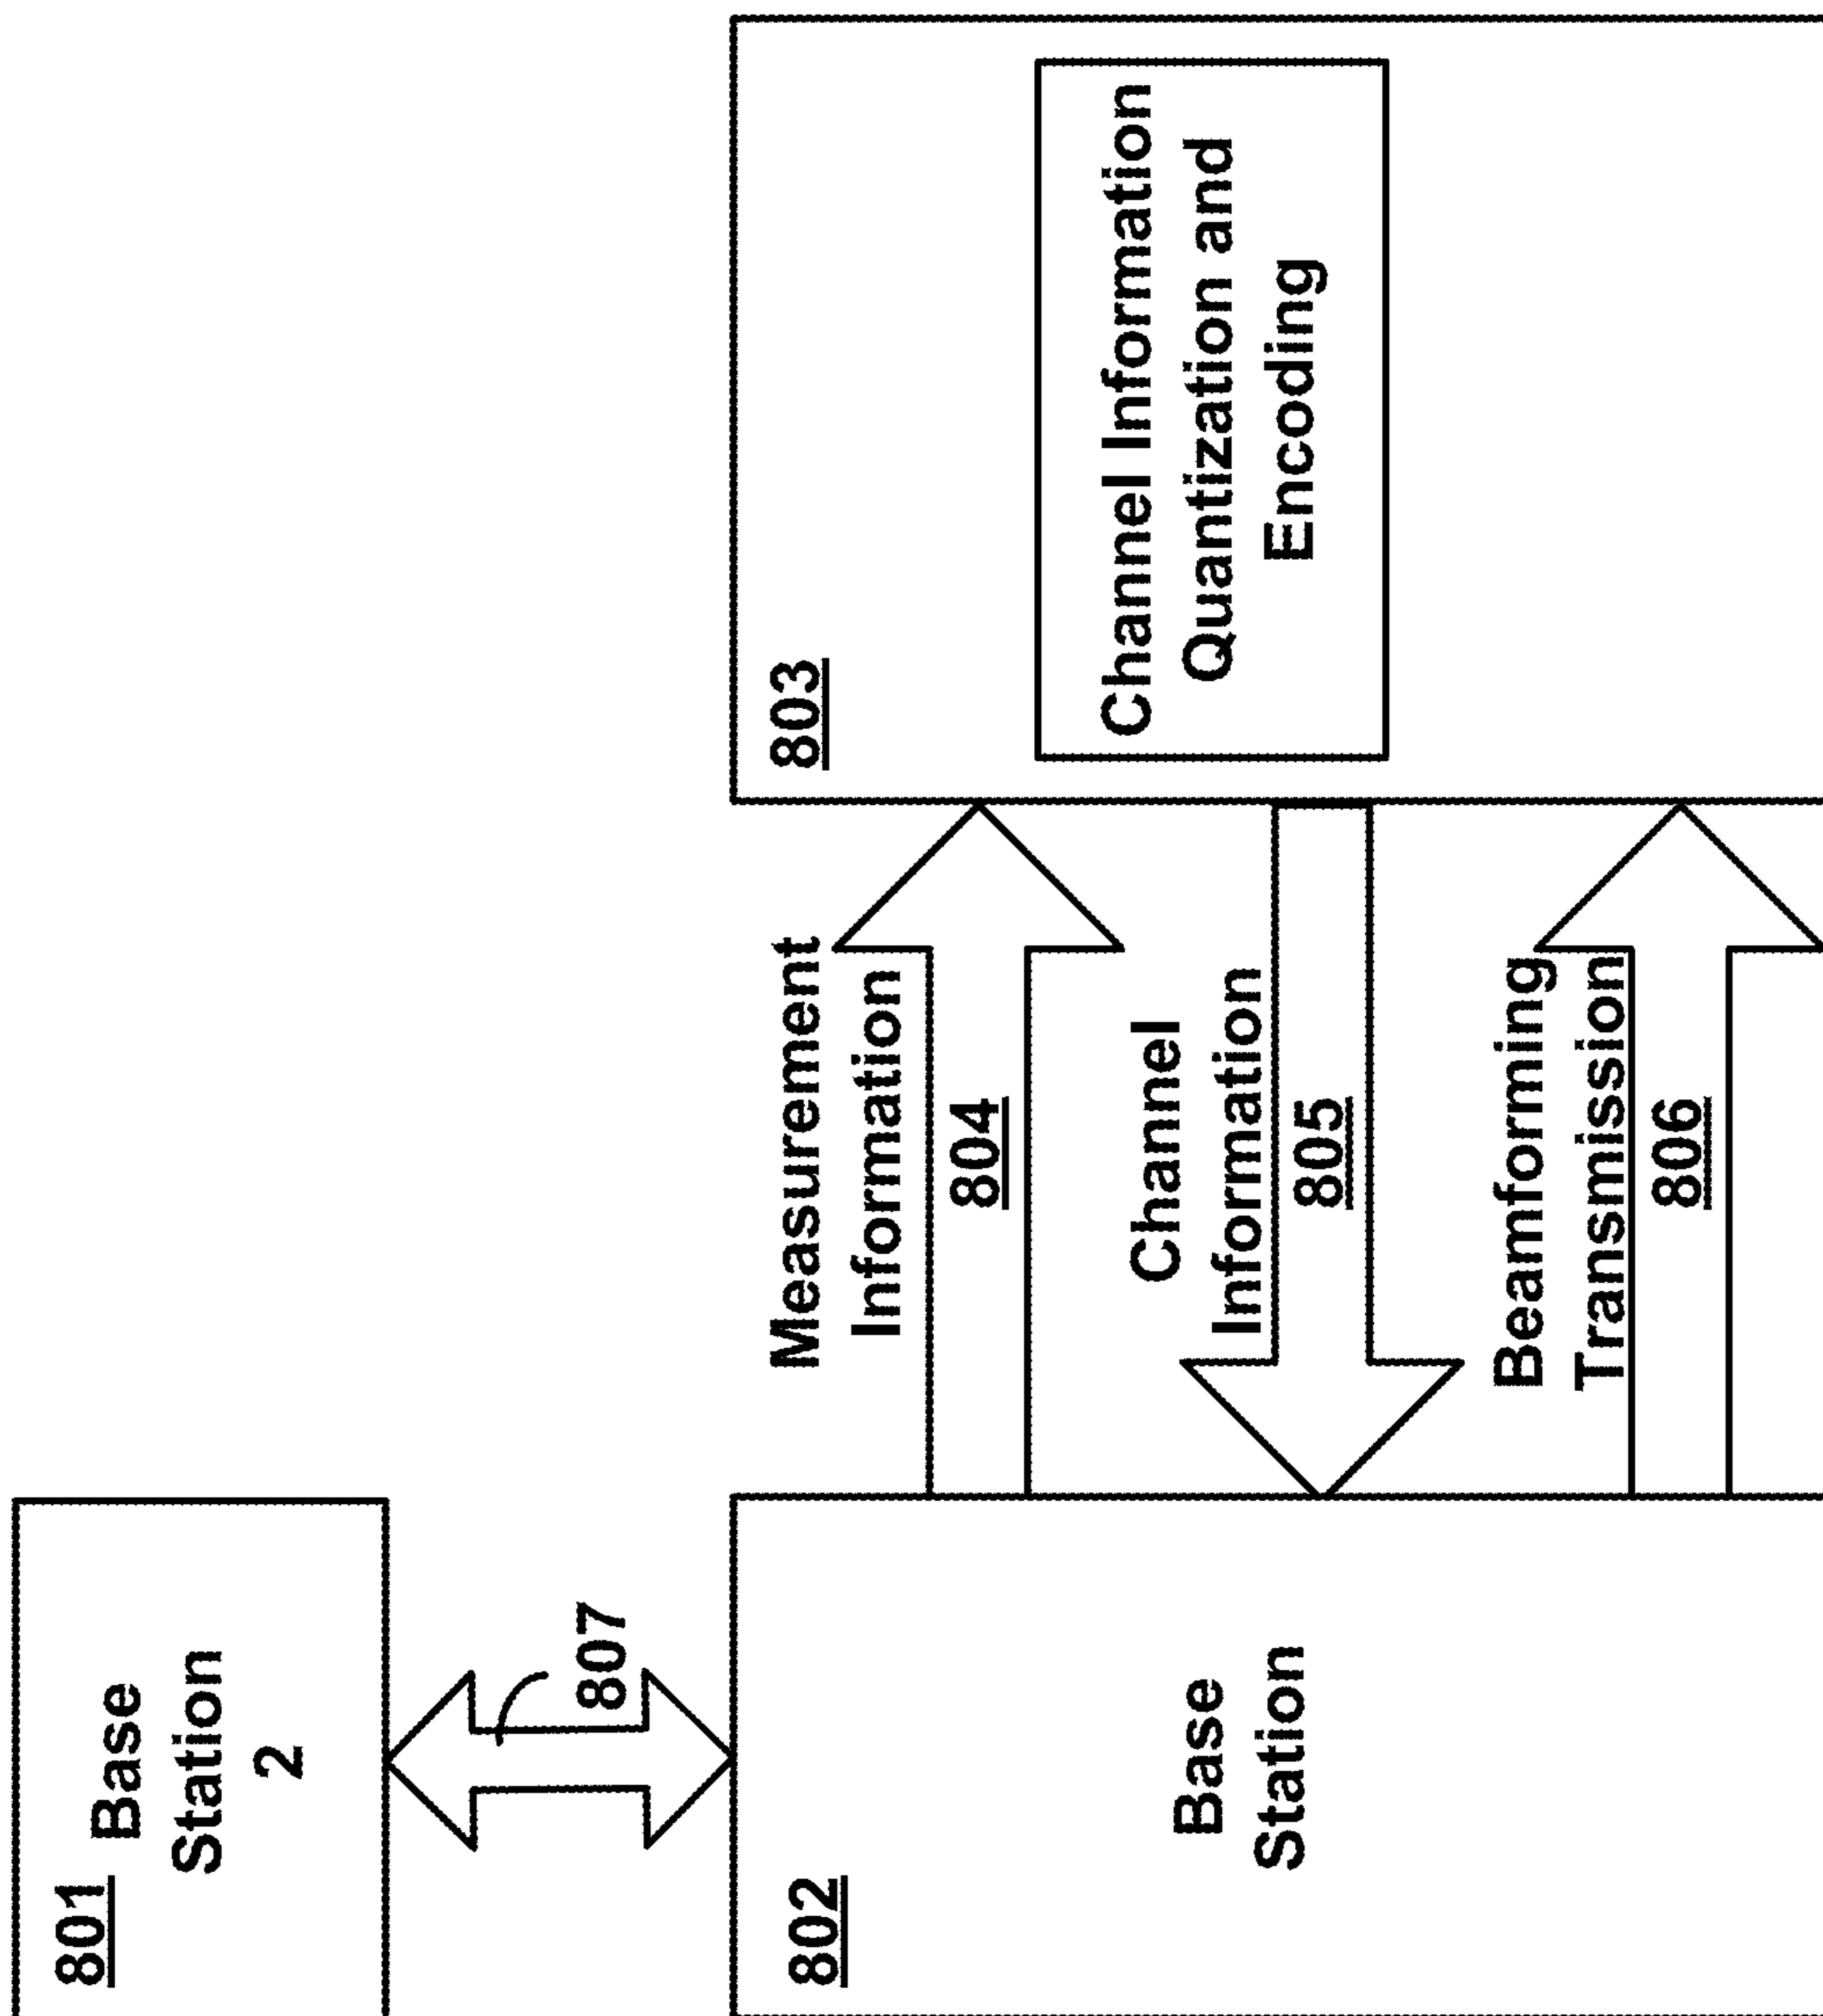 801
Base
Station
2
807
802
Base
Station
Measurement
Information
804
Channel
Information
805
Beamforming
Transmission
806
803
Channel Information
Quantization and
Encoding